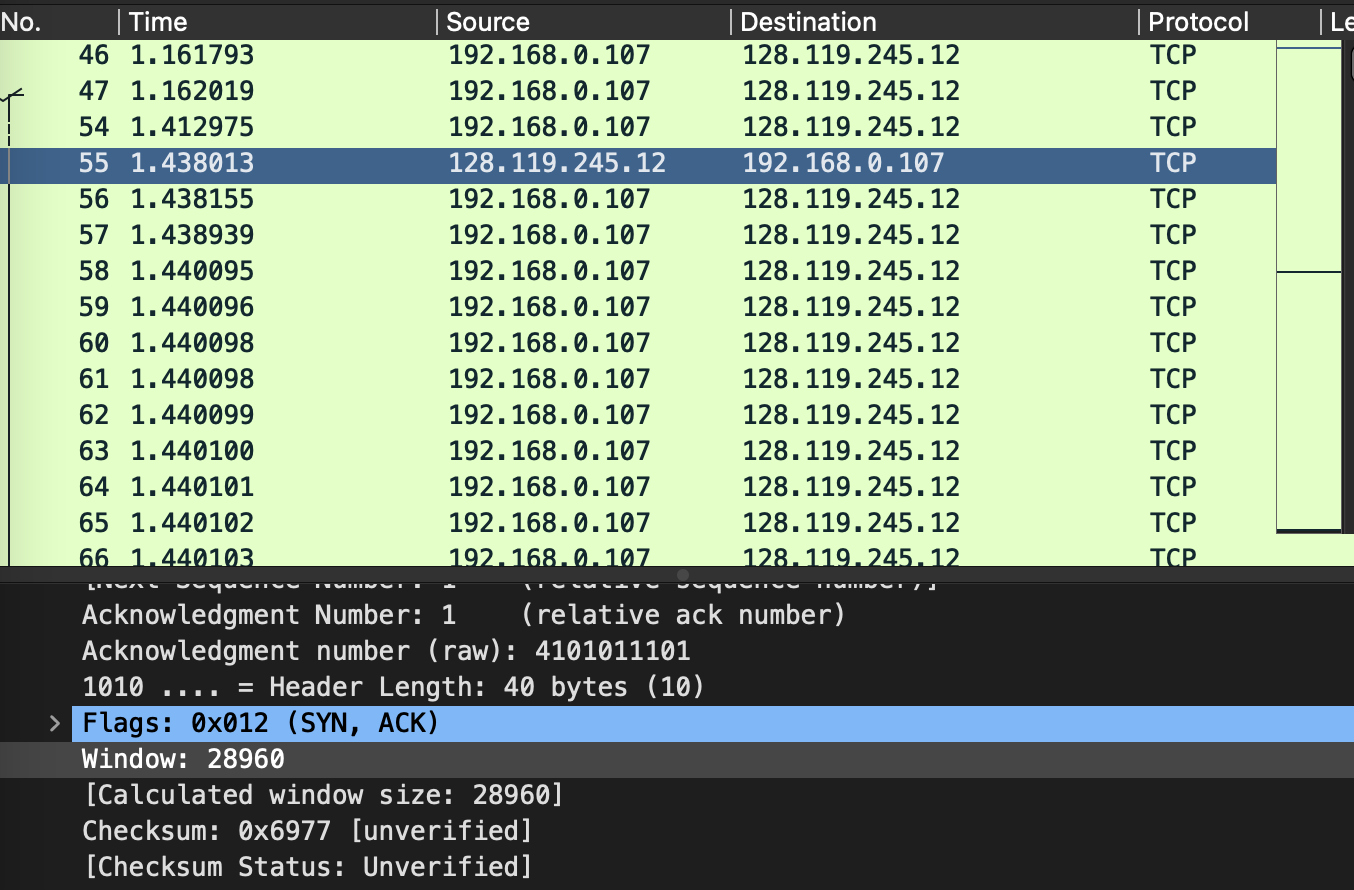 No. Time Source Destination Protocol Le
46 1.161793 192.168.0.107 128.119.245.12 TCP
47 1.162019 192.168.0.107 128.119.245.12 TCP
54 1.412975 192.168.0.107 128.119.245.12 TCP
55 1.438013 128.119.245.12 192.168.0.107 TCP
56 1.438155 192.168.0.107 128.119.245.12 TCP
57 1.438939 192.168.0.107 128.119.245.12 TCP
58 1.440095 192.168.0.107 128.119.245.12 TCP
59 1.440096 192.168.0.107 128.119.245.12 TCP
60 1.440098 192.168.0.107 128.119.245.12 TCP
61 1.440098 192.168.0.107 128.119.245.12 TCP
62 1.440099 192.168.0.107 128.119.245.12 TCP
63 1.440100 192.168.0.107 128.119.245.12 TCP
64 1.440101 192.168.0.107 128.119.245.12 TCP
65 1.440102 192.168.0.107 128.119.245.12 TCP
66 1.440103 192.168.0.107 128.119.245.12 TCP
[Next Sequence Number: 1 (relative sequence number)]
Acknowledgment Number: 1 (relative ack number)
Acknowledgment number (raw): 4101011101
1010 .... = Header Length: 40 bytes (10)
Flags: 0x012 (SYN, ACK)
Window: 28960
[Calculated window size: 28960]
Checksum: 0x6977 [unverified]
[Checksum Status: Unverified]